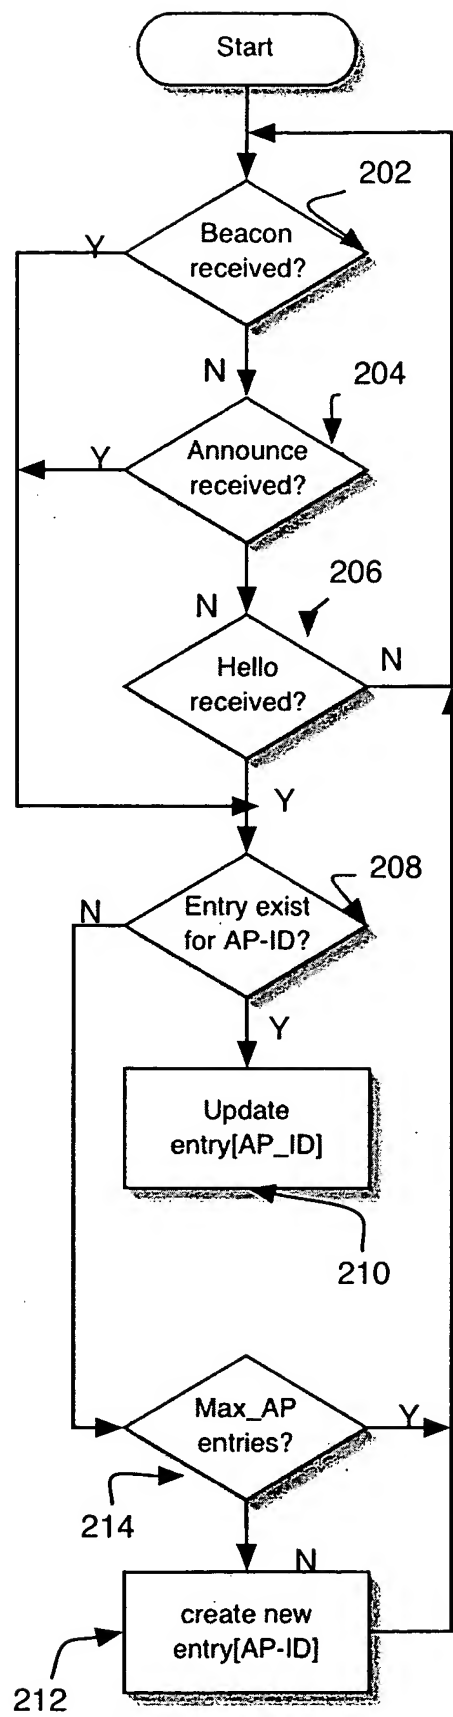 Start
202
Beacon
received?
Y
N
204
Announce
received?
Y
206
N
Hello
received?
N
Y
208
Entry exist
for AP-ID?
N
Y
Update
entry[AP_ID]
210
Max_AP
entries?
Y
214
N
create new
entry[AP-ID]
212